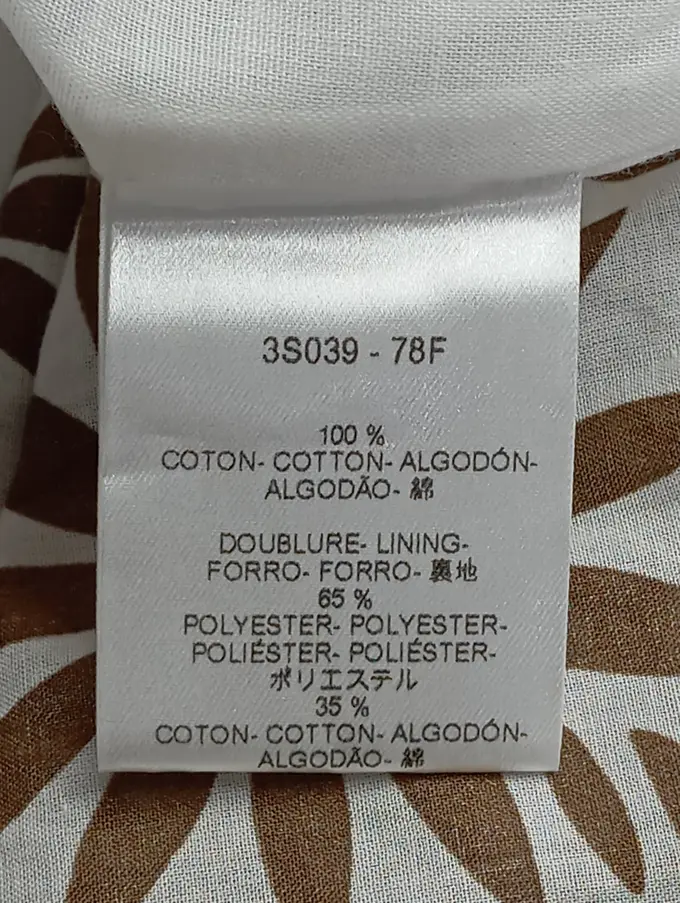 3S039 - 78F
100 %
COTON- COTTON- ALGODÓN-
ALGODÃO- 綿
DOUBLURE- LINING-
FORRO- FORRO- 裏地
65 %
POLYESTER- POLYESTER-
POLIÉSTER- POLIÉSTER-
ポリエステル
35 %
COTON- COTTON- ALGODÓN-
ALGODÃO- 綿